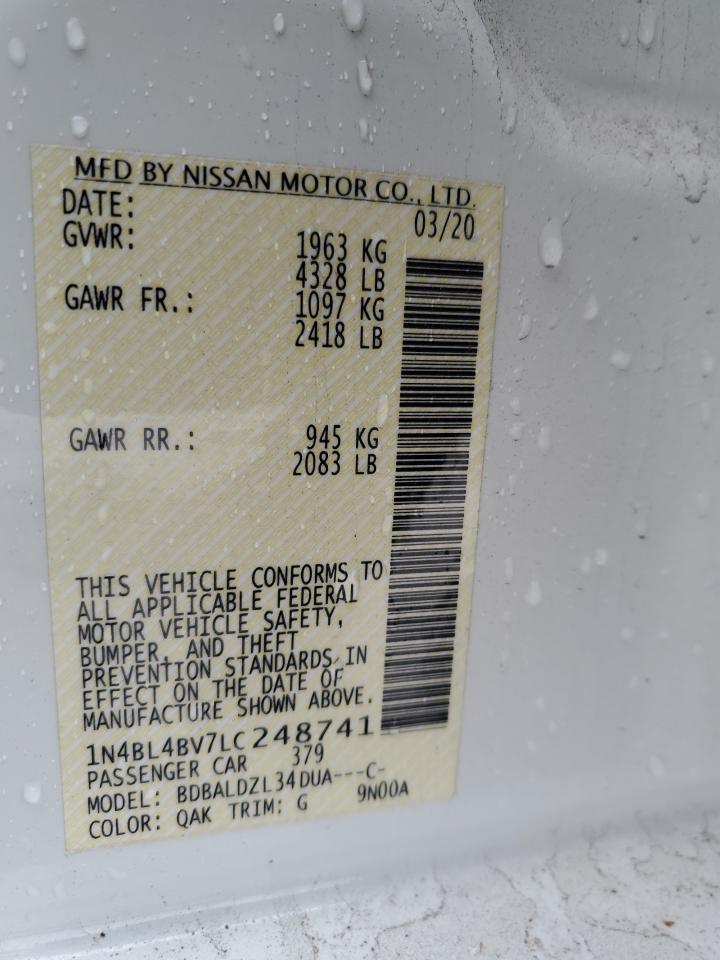 MFD BY NISSAN MOTOR CO., LTD.
DATE: 03/20
GVWR: 1963 KG
4328 LB
GAWR FR.: 1097 KG
2418 LB
GAWR RR.: 945 KG
2083 LB
THIS VEHICLE CONFORMS TO
ALL APPLICABLE FEDERAL
MOTOR VEHICLE SAFETY,
BUMPER, AND THEFT
PREVENTION STANDARDS IN
EFFECT ON THE DATE OF
MANUFACTURE SHOWN ABOVE.
1N4BL4BV7LC248741
PASSENGER CAR 379
MODEL: BDBALDZL34DUA---C-
COLOR: QAK TRIM: G 9N00A